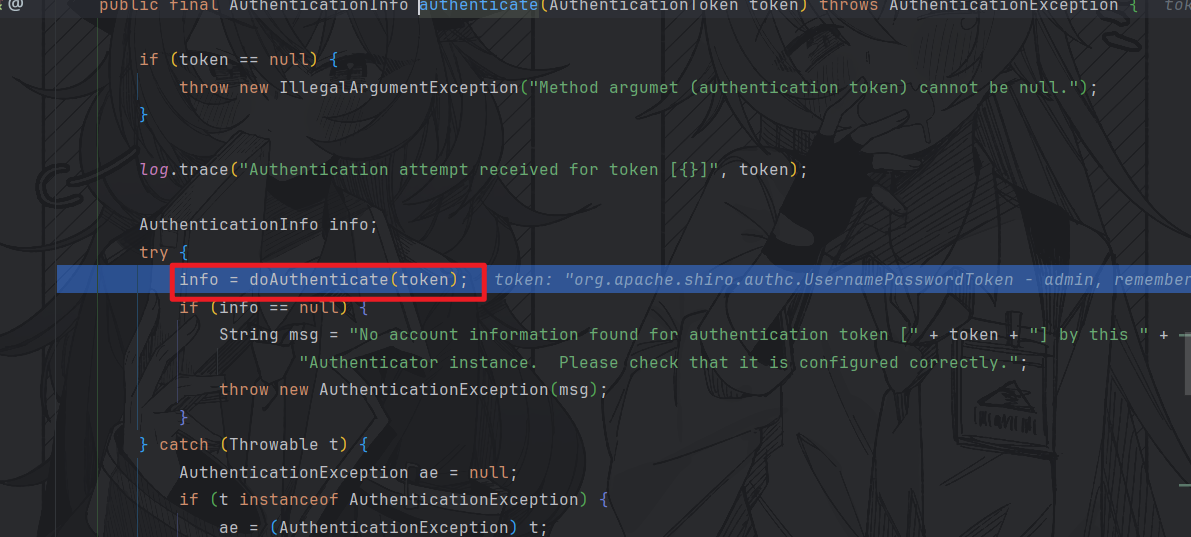 @ public final AuthenticationInfo authenticate(AuthenticationToken token) throws AuthenticationException {
if (token == null) {
throw new IllegalArgumentException("Method argumet (authentication token) cannot be null.");
}
log.trace("Authentication attempt received for token [{}]", token);
AuthenticationInfo info;
try {
info = doAuthenticate(token); token: "org.apache.shiro.authc.UsernamePasswordToken - admin, remember
if (info == null) {
String msg = "No account information found for authentication token [" + token + "] by this " +
"Authenticator instance.  Please check that it is configured correctly.";
throw new AuthenticationException(msg);
}
} catch (Throwable t) {
AuthenticationException ae = null;
if (t instanceof AuthenticationException) {
ae = (AuthenticationException) t;